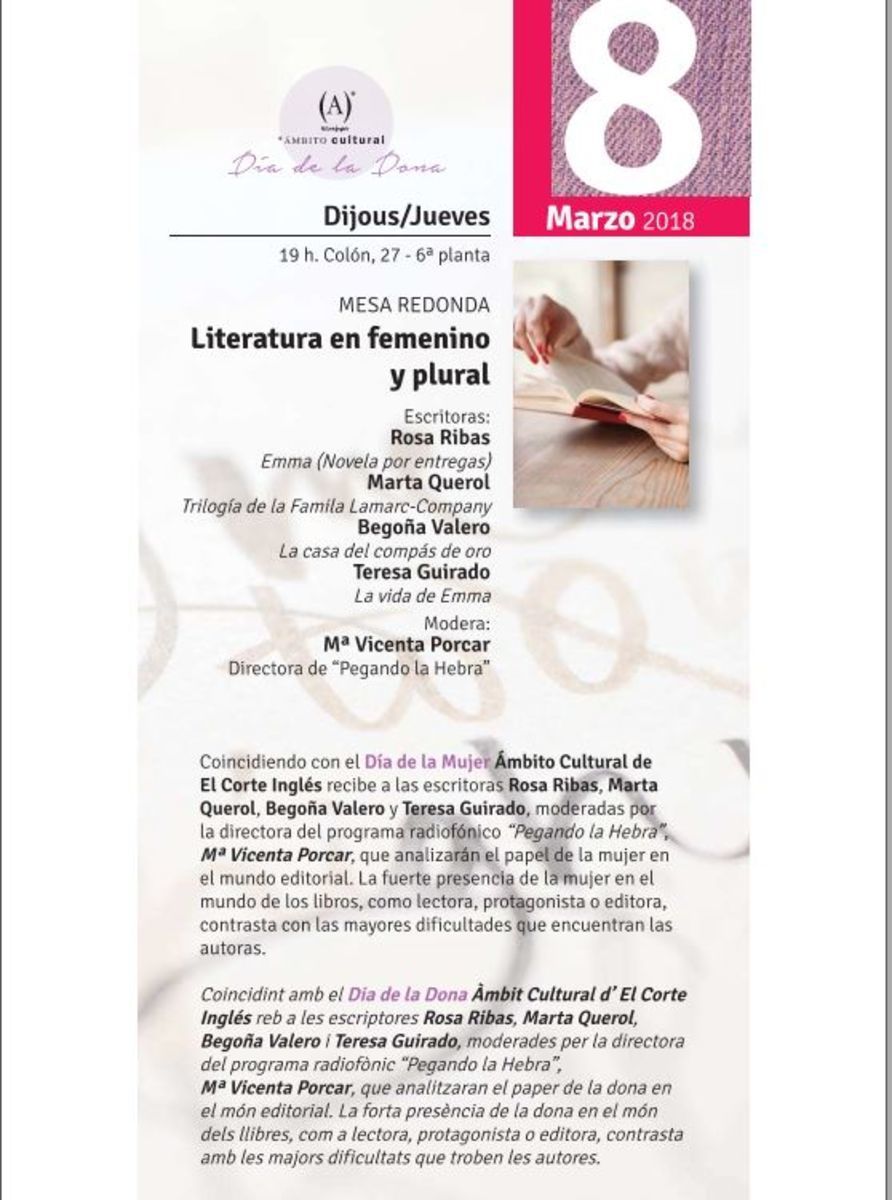 8
Marzo 2018
(A)*
*ÁMBITO cultural
Día de la Dona
Dijous/Jueves
19 h. Colón, 27 - 6ª planta
MESA REDONDA
Literatura en femenino
y plural
Escritoras:
Rosa Ribas
Emma (Novela por entregas)
Marta Querol
Trilogía de la Famila Lamarc-Company
Begoña Valero
La casa del compás de oro
Teresa Guirado
La vida de Emma
Modera:
Mª Vicenta Porcar
Directora de “Pegando la Hebra”
Coincidiendo con el Día de la Mujer Ámbito Cultural de
El Corte Inglés recibe a las escritoras Rosa Ribas, Marta
Querol, Begoña Valero y Teresa Guirado, moderadas por
la directora del programa radiofónico “Pegando la Hebra”,
Mª Vicenta Porcar, que analizarán el papel de la mujer en
el mundo editorial. La fuerte presencia de la mujer en el
mundo de los libros, como lectora, protagonista o editora,
contrasta con las mayores dificultades que encuentran las
autoras.
Coincidint amb el Dia de la Dona Àmbit Cultural d’ El Corte
Inglés reb a les escriptores Rosa Ribas, Marta Querol,
Begoña Valero i Teresa Guirado, moderades per la directora
del programa radiofònic “Pegando la Hebra”,
Mª Vicenta Porcar, que analitzaran el paper de la dona en
el món editorial. La forta presència de la dona en el món
dels llibres, com a lectora, protagonista o editora, contrasta
amb les majors dificultats que troben les autores.